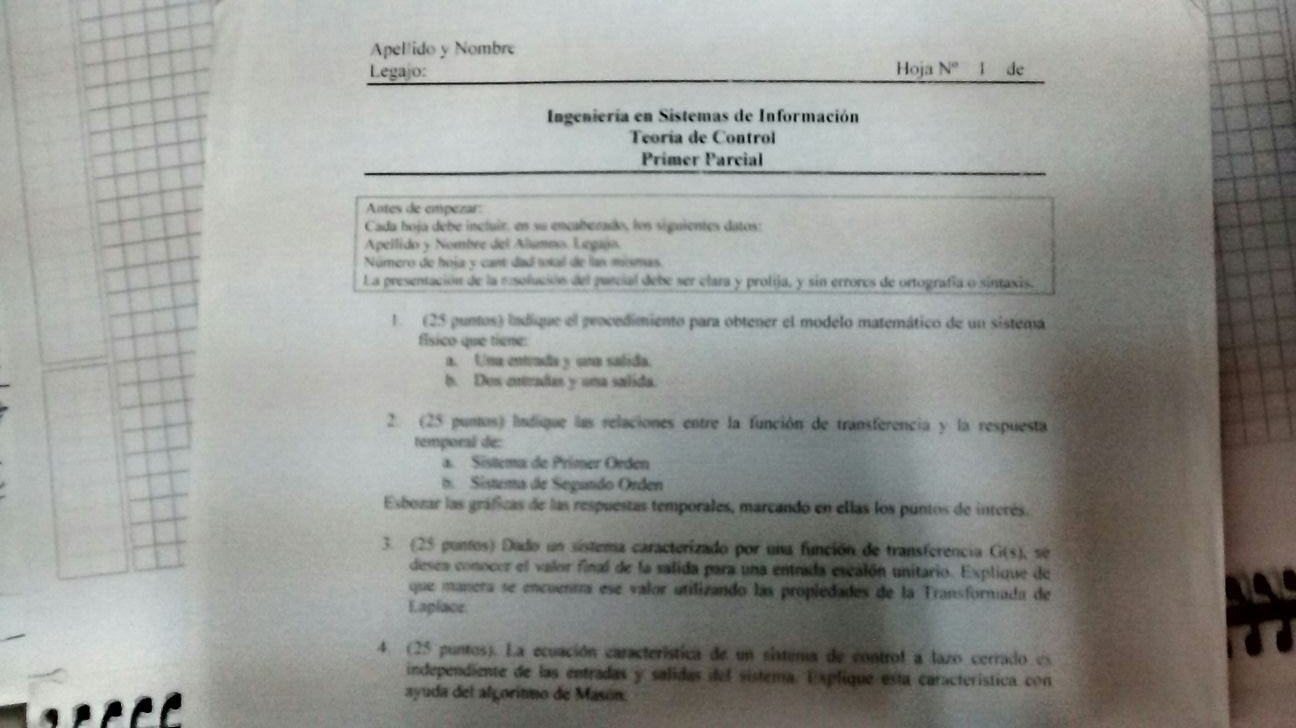 Apellido y Nombre
Legajo: Hoja Nº 1 de
Ingeniería en Sistemas de Información
Teoría de Control
Primer Parcial
Antes de empezar:
Cada hoja debe incluir, en su encabezado, los siguientes datos:
Apellido y Nombre del Alumno. Legajo.
Número de hoja y cantidad total de las mismas.
La presentación de la resolución del parcial debe ser clara y prolija, y sin errores de ortografía o sintaxis.
1. (25 puntos) Indique el procedimiento para obtener el modelo matemático de un sistema
físico que tiene:
a. Una entrada y una salida.
b. Dos entradas y una salida.
2. (25 puntos) Indique las relaciones entre la función de transferencia y la respuesta
temporal de:
a. Sistema de Primer Orden
b. Sistema de Segundo Orden
Esbozar las gráficas de las respuestas temporales, marcando en ellas los puntos de interés.
3. (25 puntos) Dado un sistema caracterizado por una función de transferencia G(s), se
desea conocer el valor final de la salida para una entrada escalón unitario. Explique de
que manera se encuentra ese valor utilizando las propiedades de la Transformada de
Laplace.
4. (25 puntos). La ecuación característica de un sistema de control a lazo cerrado es
independiente de las entradas y salidas del sistema. Explique esta característica con
ayuda del algoritmo de Mason.